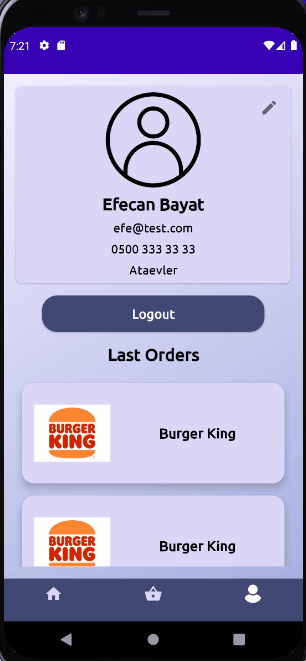 7:21
Efecan Bayat
efe@test.com
0500 333 33 33
Ataevler
Logout
Last Orders
BURGER
KING
Burger King
BURGER
KING
Burger King